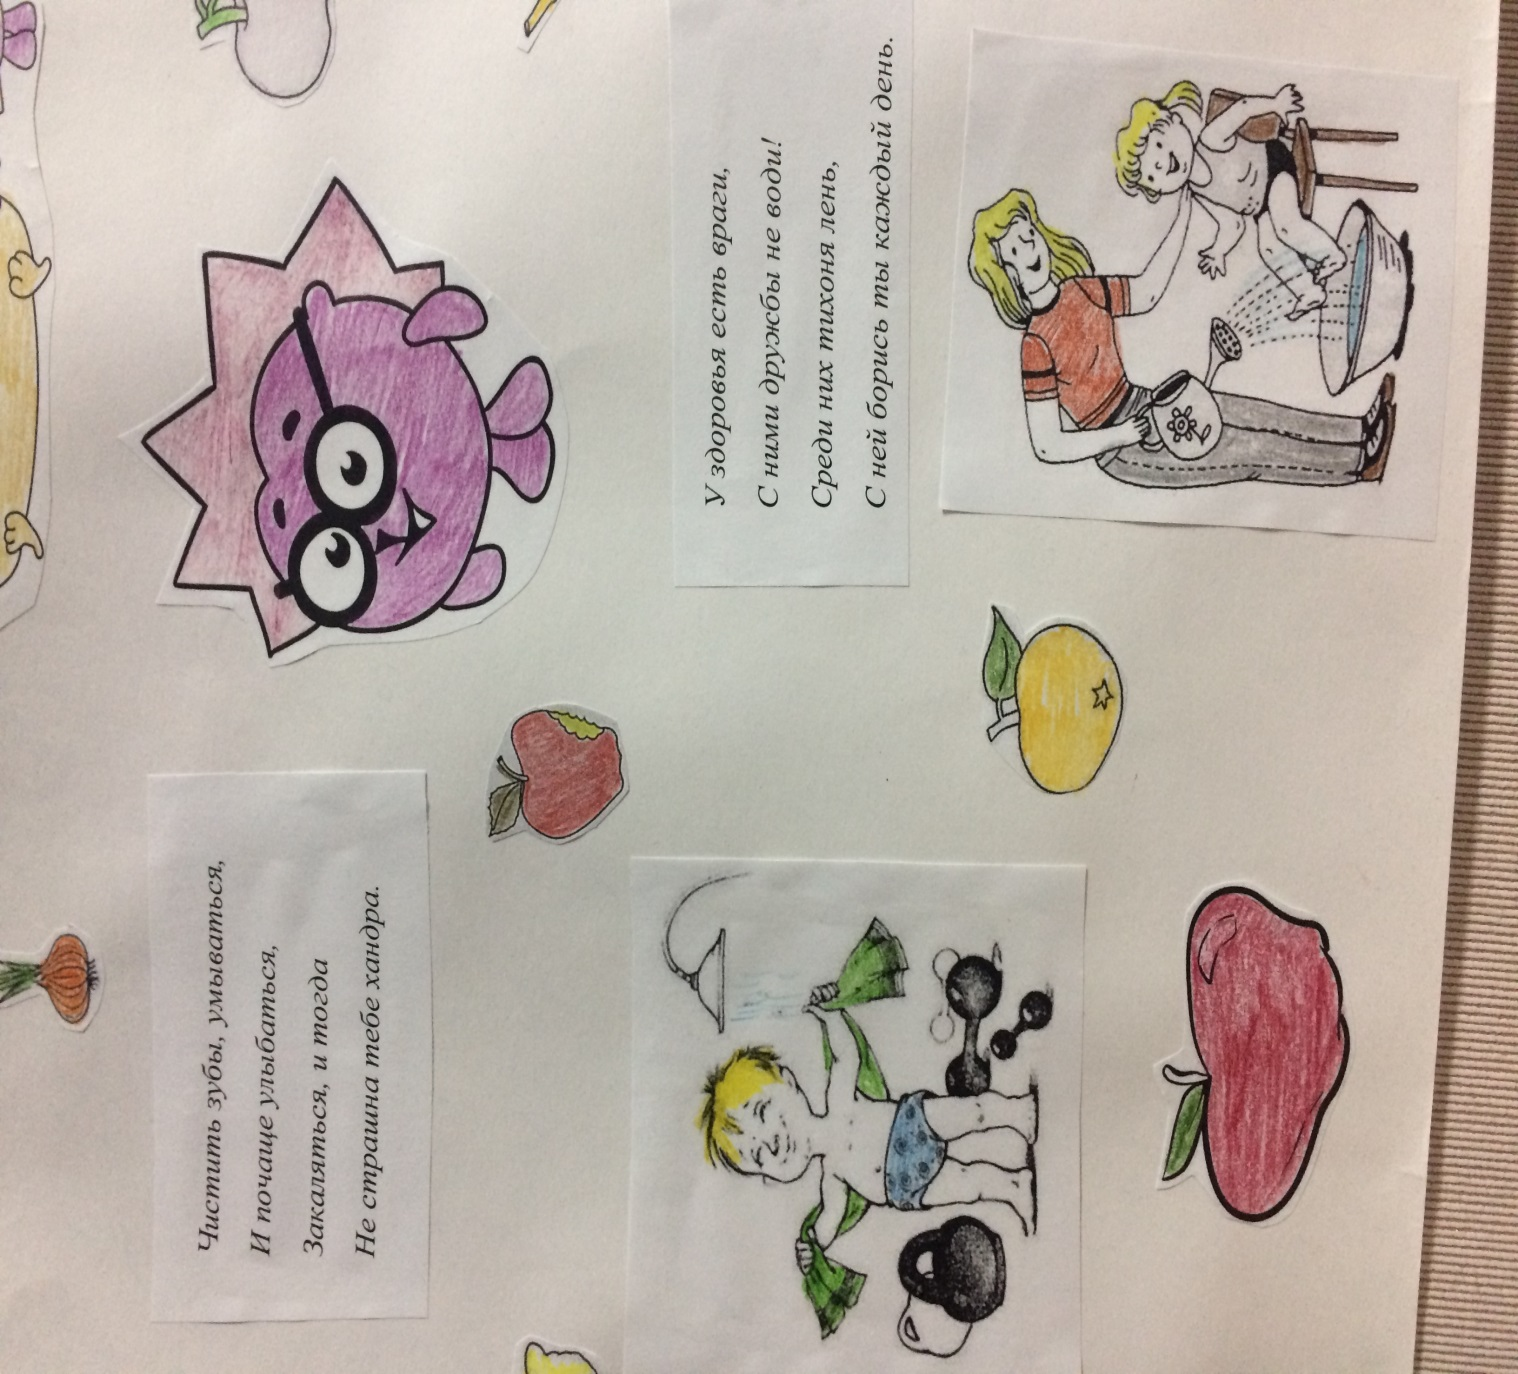 Чистить зубы, умываться,
И почаще улыбаться,
Закаляться, и тогда
Не страшна тебе хандра.
У здоровья есть враги,
С ними дружбы не води!
Среди них тихоня лень,
С ней борись ты каждый день.